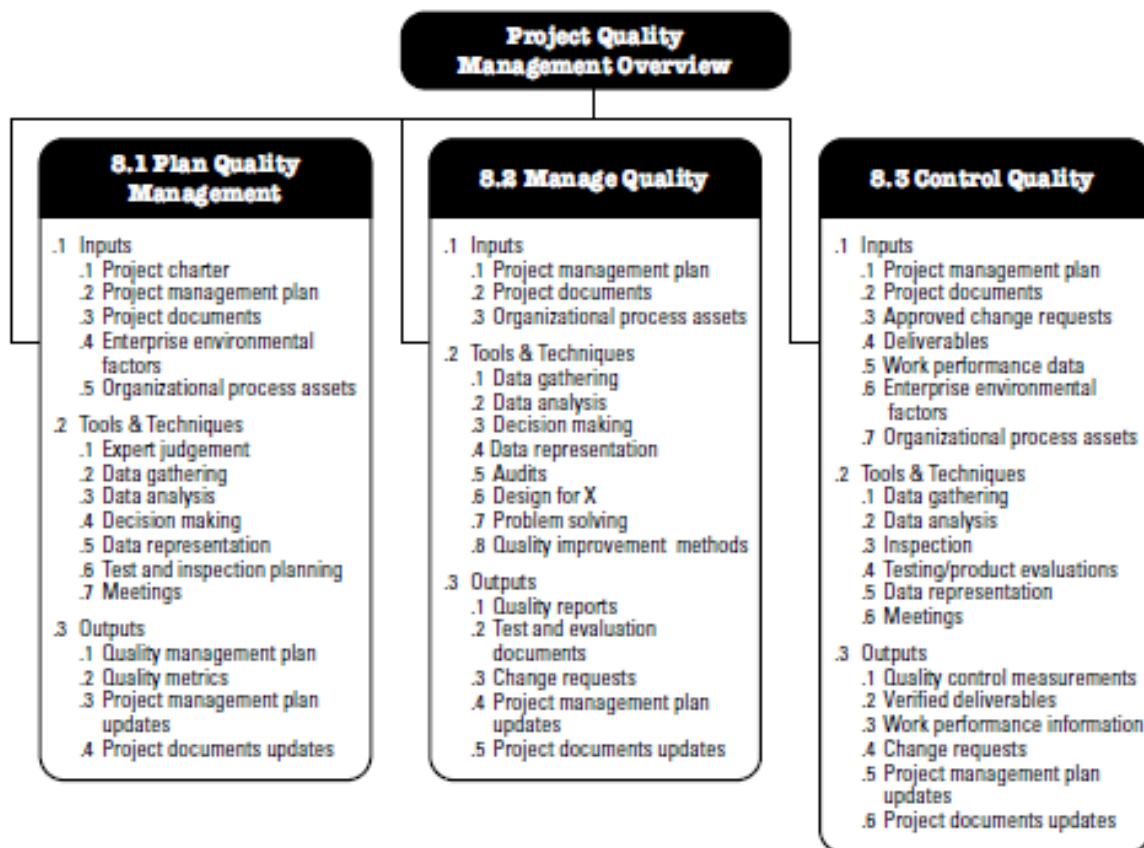 Project Quality
Management Overview
8.1 Plan Quality
Management
.1 Inputs
.1 Project charter
.2 Project management plan
.3 Project documents
.4 Enterprise environmental
factors
.5 Organizational process assets
.2 Tools & Techniques
.1 Expert judgement
.2 Data gathering
.3 Data analysis
.4 Decision making
.5 Data representation
.6 Test and inspection planning
.7 Meetings
.3 Outputs
.1 Quality management plan
.2 Quality metrics
.3 Project management plan
updates
.4 Project documents updates
8.2 Manage Quality
.1 Inputs
.1 Project management plan
.2 Project documents
.3 Organizational process assets
.2 Tools & Techniques
.1 Data gathering
.2 Data analysis
.3 Decision making
.4 Data representation
.5 Audits
.6 Design for X
.7 Problem solving
.8 Quality improvement methods
.3 Outputs
.1 Quality reports
.2 Test and evaluation
documents
.3 Change requests
.4 Project management plan
updates
.5 Project documents updates
8.3 Control Quality
.1 Inputs
.1 Project management plan
.2 Project documents
.3 Approved change requests
.4 Deliverables
.5 Work performance data
.6 Enterprise environmental
factors
.7 Organizational process assets
.2 Tools & Techniques
.1 Data gathering
.2 Data analysis
.3 Inspection
.4 Testing/product evaluations
.5 Data representation
.6 Meetings
.3 Outputs
.1 Quality control measurements
.2 Verified deliverables
.3 Work performance information
.4 Change requests
.5 Project management plan
updates
.6 Project documents updates